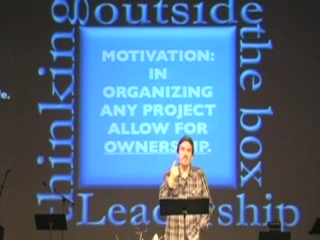 thinking
outside
the box
Leadership
MOTIVATION:
IN
ORGANIZING
ANY PROJECT
ALLOW FOR
OWNERSHIP.